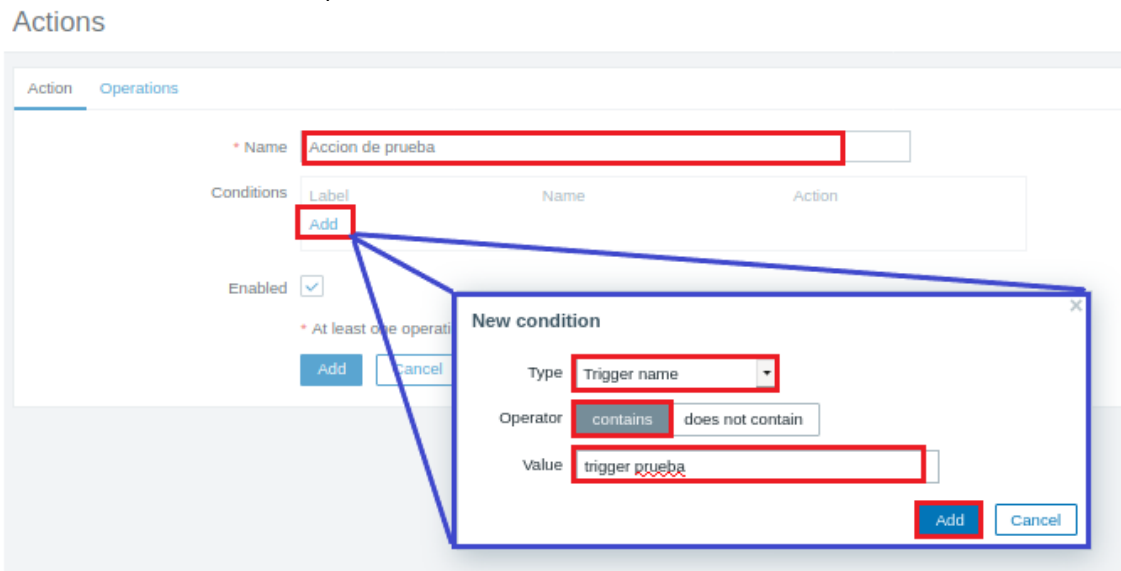 Actions
Action Operations
* Name Accion de prueba
Conditions Label Name Action
Add
Enabled
* At least one operati
Add Cancel
New condition
Type Trigger name
Operator contains does not contain
Value trigger prueba
Add Cancel